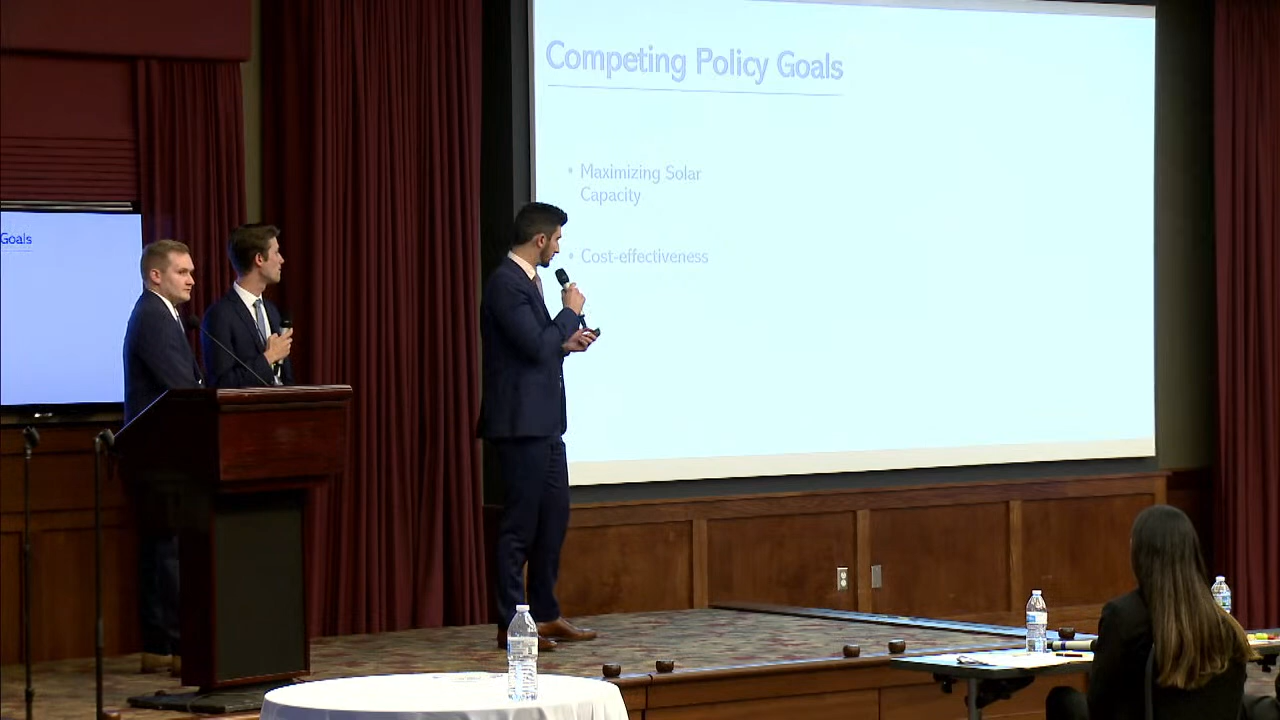 Competing Policy Goals
• Maximizing Solar
Capacity
• Cost-effectiveness
Goals